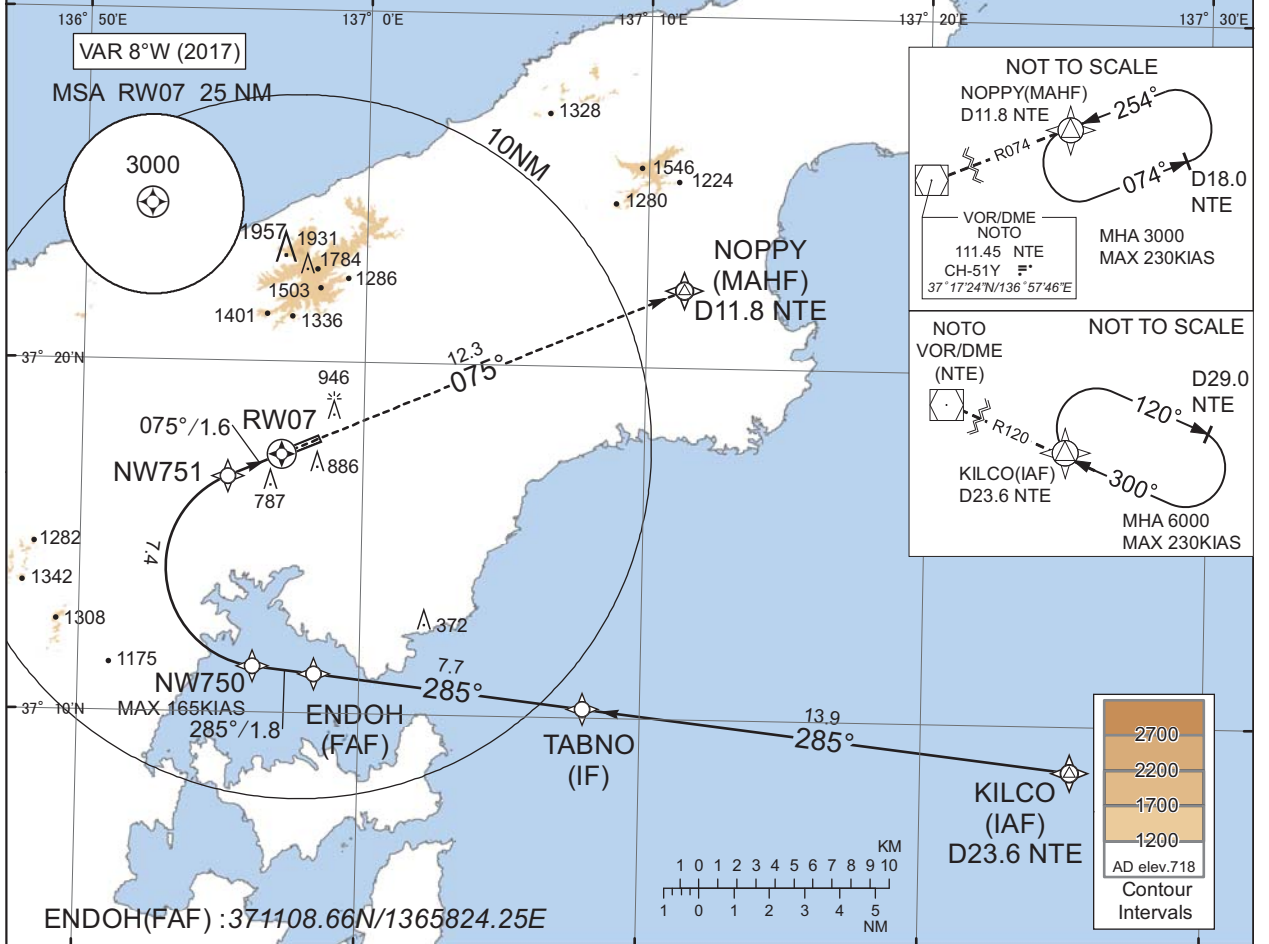 136° 50'E
137° 0'E
137° 10'E
137° 20'E
137° 30'E
VAR 8°W (2017)
MSA RW07 25 NM
3000
10NM
1328
1546
1224
1280
1957
1931
1784
1286
1503
1401
1336
NOPPY
(MAHF)
D11.8 NTE
37° 20'N
12.3
075°
946
RW07
075°/1.6
NW751
886
787
7.4
1282
1342
1308
1175
372
NW750
MAX 165KIAS
285°/1.8
7.7
285°
ENDOH
(FAF)
37° 10'N
TABNO
(IF)
13.9
285°
KILCO
(IAF)
D23.6 NTE
NOT TO SCALE
NOPPY(MAHF)
D11.8 NTE
254°
R074
074°
D18.0
NTE
VOR/DME
NOTO
111.45 NTE
CH-51Y
37°17'24"N/136°57'46"E
MHA 3000
MAX 230KIAS
NOTO
VOR/DME
(NTE)
NOT TO SCALE
D29.0
NTE
120°
R120
KILCO(IAF)
D23.6 NTE
300°
MHA 6000
MAX 230KIAS
2700
2200
1700
1200
AD elev.718
Contour
Intervals
KM
1 0 1 2 3 4 5 6 7 8 9 10
1 0 1 2 3 4 5
NM
ENDOH(FAF) :371108.66N/1365824.25E